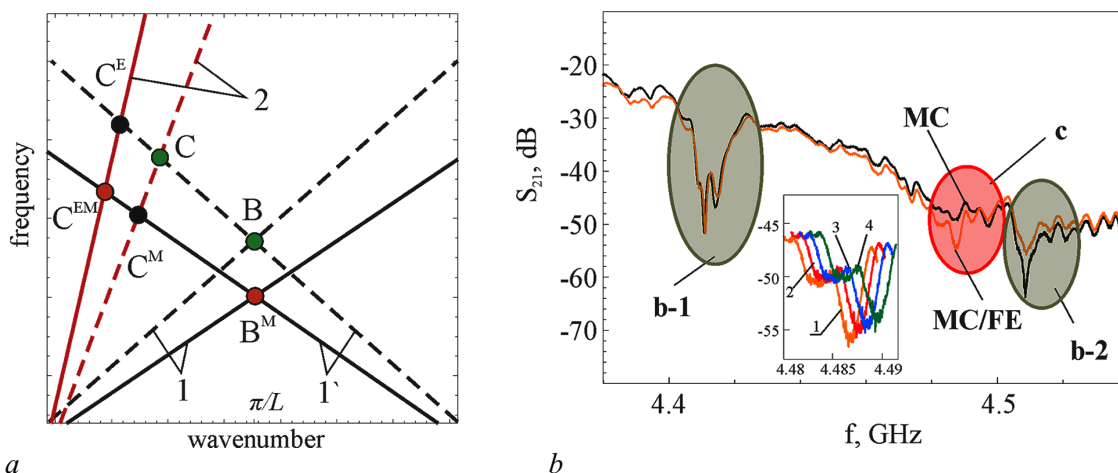 frequency
C^E
2
C
C^EM
C^M
B
B^M
1
π/L
1`
wavenumber
a
S21, dB
-20
-30
-40
-50
-60
-70
MC
c
b-1
MC/FE
b-2
-45
-50
-55
3
4
2
1
4.48
4.485
4.49
4.4
4.5
f, GHz
b